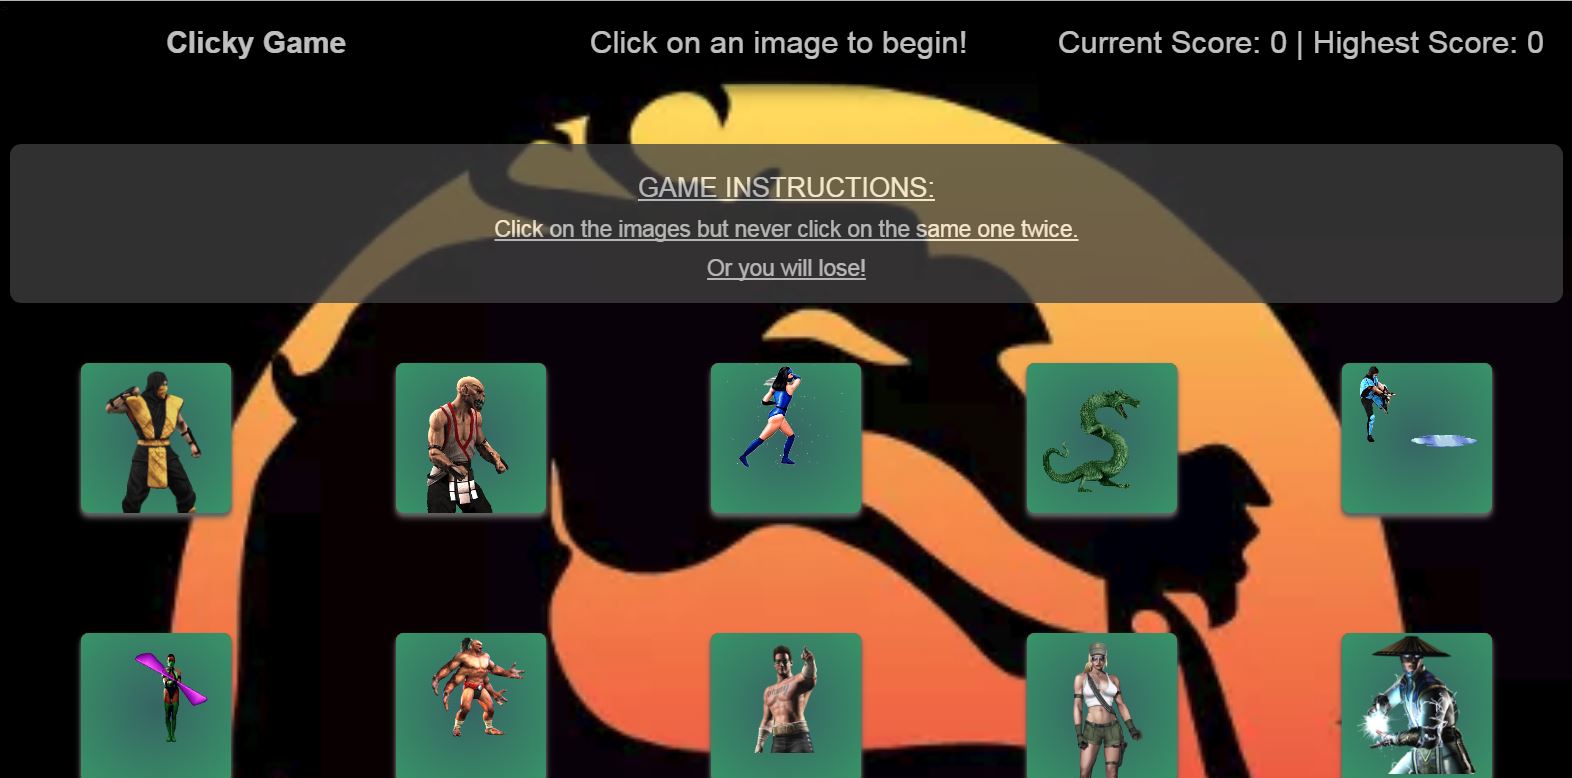 Clicky Game
Click on an image to begin!
Current Score: 0 | Highest Score: 0
GAME INSTRUCTIONS:
Click on the images but never click on the same one twice.
Or you will lose!